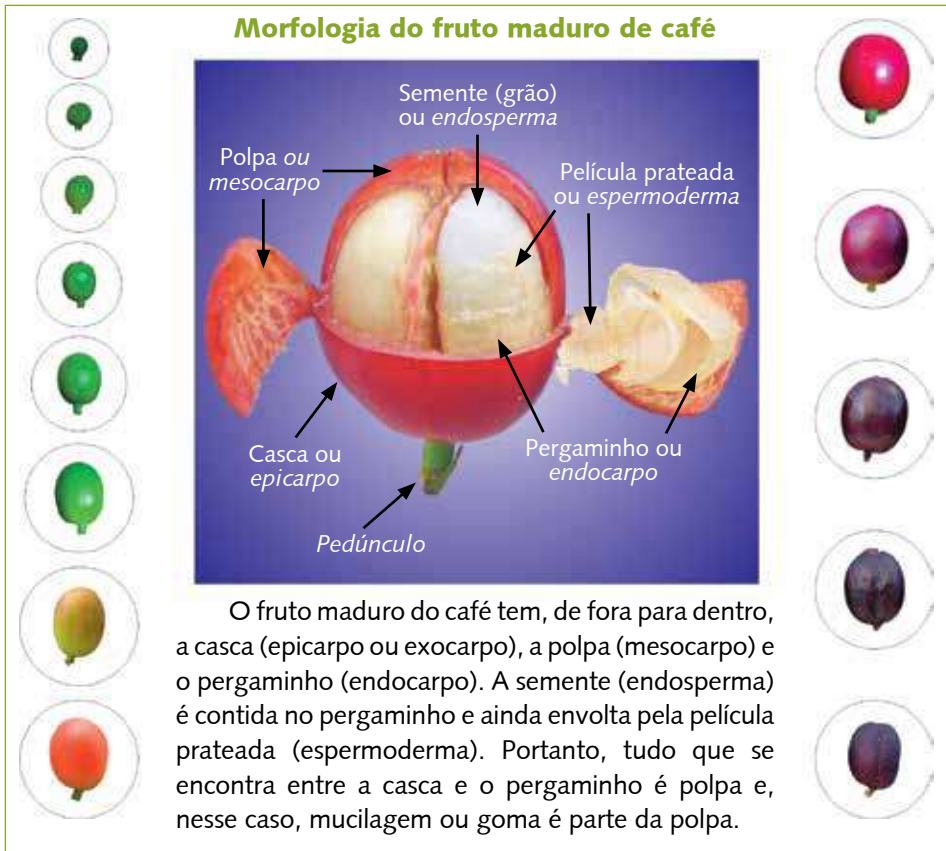 Morfologia do fruto maduro de café
Semente (grão)
ou endosperma
Polpa ou
mesocarpo
Película prateada
ou espermoderma
Casca ou
epicarpo
Pergaminho ou
endocarpo
Pedúnculo
O fruto maduro do café tem, de fora para dentro,
a casca (epicarpo ou exocarpo), a polpa (mesocarpo) e
o pergaminho (endocarpo). A semente (endosperma)
é contida no pergaminho e ainda envolta pela película
prateada (espermoderma). Portanto, tudo que se
encontra entre a casca e o pergaminho é polpa e,
nesse caso, mucilagem ou goma é parte da polpa.